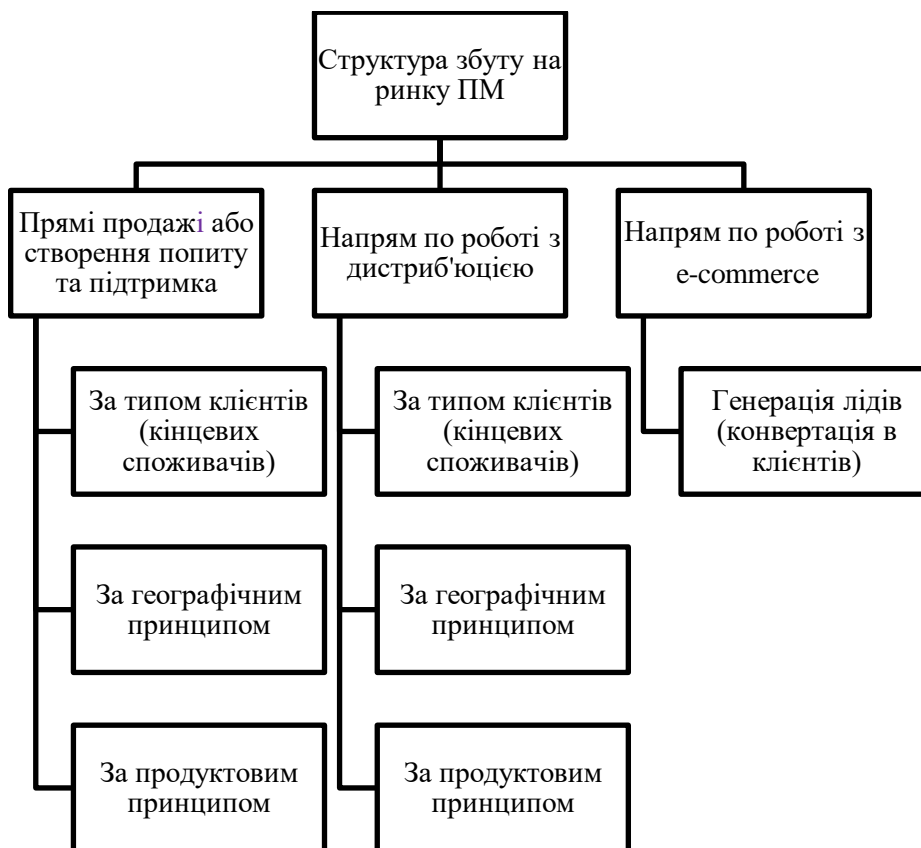 Структура збуту на
ринку ПМ
Прямі продажі або
створення попиту
та підтримка
Напрям по роботі з
дистриб'юцією
Напрям по роботі з
e-commerce
За типом клієнтів
(кінцевих
споживачів)
За типом клієнтів
(кінцевих
споживачів)
Генерація лідів
(конвертація в
клієнтів)
За географічним
принципом
За географічним
принципом
За продуктовим
принципом
За продуктовим
принципом